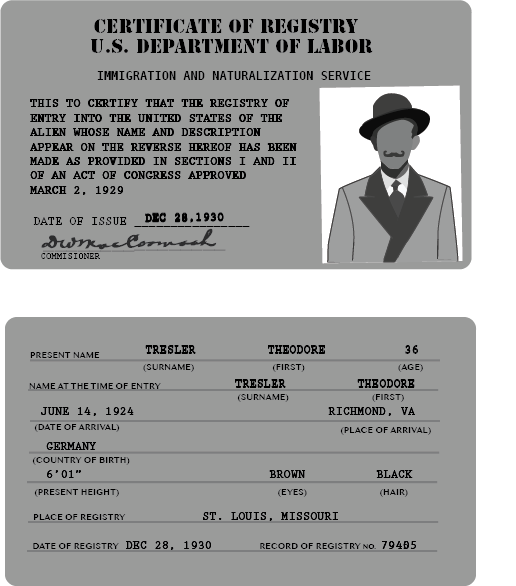 CERTIFICATE OF REGISTRY
U.S. DEPARTMENT OF LABOR
IMMIGRATION AND NATURALIZATION SERVICE
THIS TO CERTIFY THAT THE REGISTRY OF
ENTRY INTO THE UNITED STATES OF THE
ALIEN WHOSE NAME AND DESCRIPTION
APPEAR ON THE REVERSE HEREOF HAS BEEN
MADE AS PROVIDED IN SECTIONS I AND II
OF AN ACT OF CONGRESS APPROVED
MARCH 2, 1929
DATE OF ISSUE DEC 28,1930
COMMISIONER
PRESENT NAME TRESLER THEODORE 36
(SURNAME) (FIRST) (AGE)
NAME AT THE TIME OF ENTRY TRESLER THEODORE
(SURNAME) (FIRST)
JUNE 14, 1924 RICHMOND, VA
(DATE OF ARRIVAL) (PLACE OF ARRIVAL)
GERMANY
(COUNTRY OF BIRTH)
6'01" BROWN BLACK
(PRESENT HEIGHT) (EYES) (HAIR)
PLACE OF REGISTRY ST. LOUIS, MISSOURI
DATE OF REGISTRY DEC 28, 1930 RECORD OF REGISTRY NO.